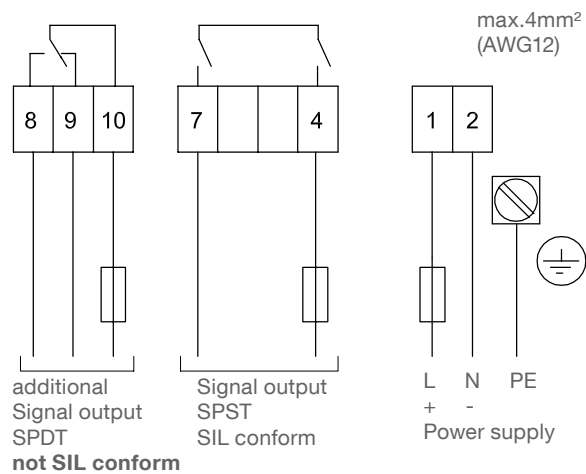 max.4mm²
(AWG12)
8 9 10 7 4 1 2
additional
Signal output
SPDT
not SIL conform
Signal output
SPST
SIL conform
L N PE
+ -
Power supply